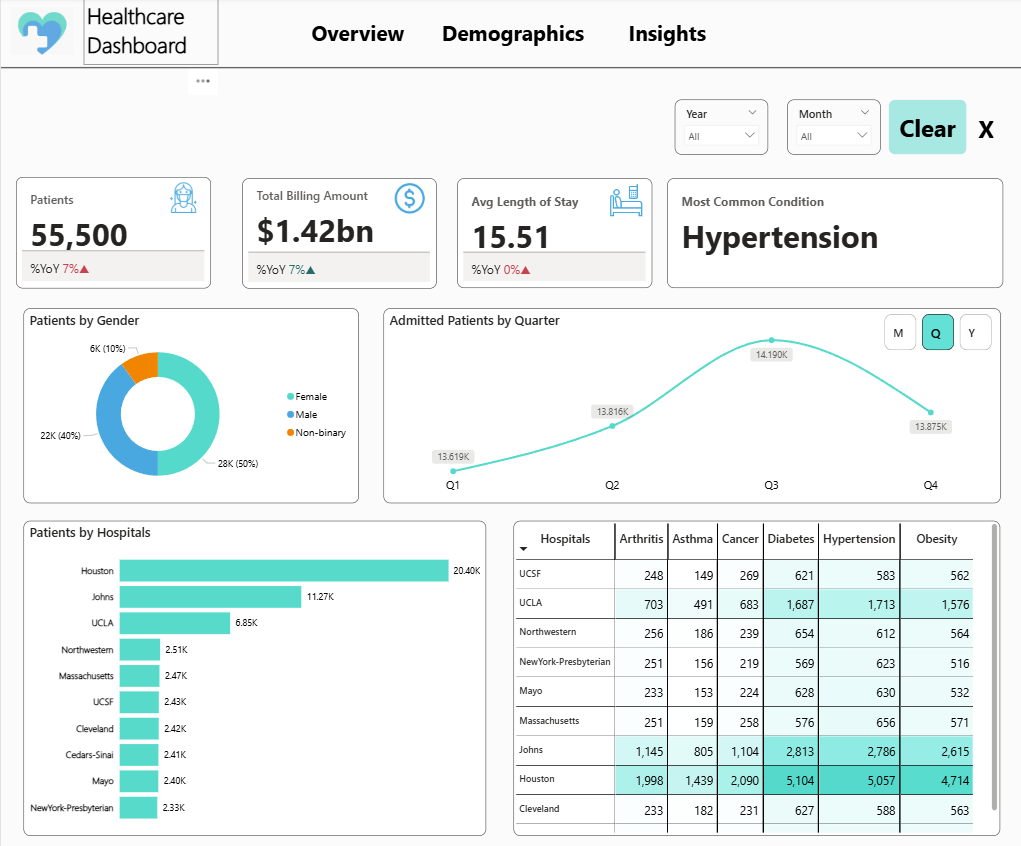 Healthcare
Dashboard
Overview Demographics Insights
Year
All
Month
All
Clear X
Patients
55,500
%YoY 7%▲
Total Billing Amount
$
$1.42bn
%YoY 7%▲
Avg Length of Stay
15.51
%YoY 0%▲
Most Common Condition
Hypertension
Patients by Gender
6K (10%)
22K (40%)
28K (50%)
Female
Male
Non-binary
Admitted Patients by Quarter
M Q Y
13.619K
13.816K
14.190K
13.875K
Q1 Q2 Q3 Q4
Patients by Hospitals
Houston 20.40K
Johns 11.27K
UCLA 6.85K
Northwestern 2.51K
Massachusetts 2.47K
UCSF 2.43K
Cleveland 2.42K
Cedars-Sinai 2.41K
Mayo 2.40K
NewYork-Presbyterian 2.33K
Hospitals Arthritis Asthma Cancer Diabetes Hypertension Obesity
UCSF 248 149 269 621 583 562
UCLA 703 491 683 1,687 1,713 1,576
Northwestern 256 186 239 654 612 564
NewYork-Presbyterian 251 156 219 569 623 516
Mayo 233 153 224 628 630 532
Massachusetts 251 159 258 576 656 571
Johns 1,145 805 1,104 2,813 2,786 2,615
Houston 1,998 1,439 2,090 5,104 5,057 4,714
Cleveland 233 182 231 627 588 563